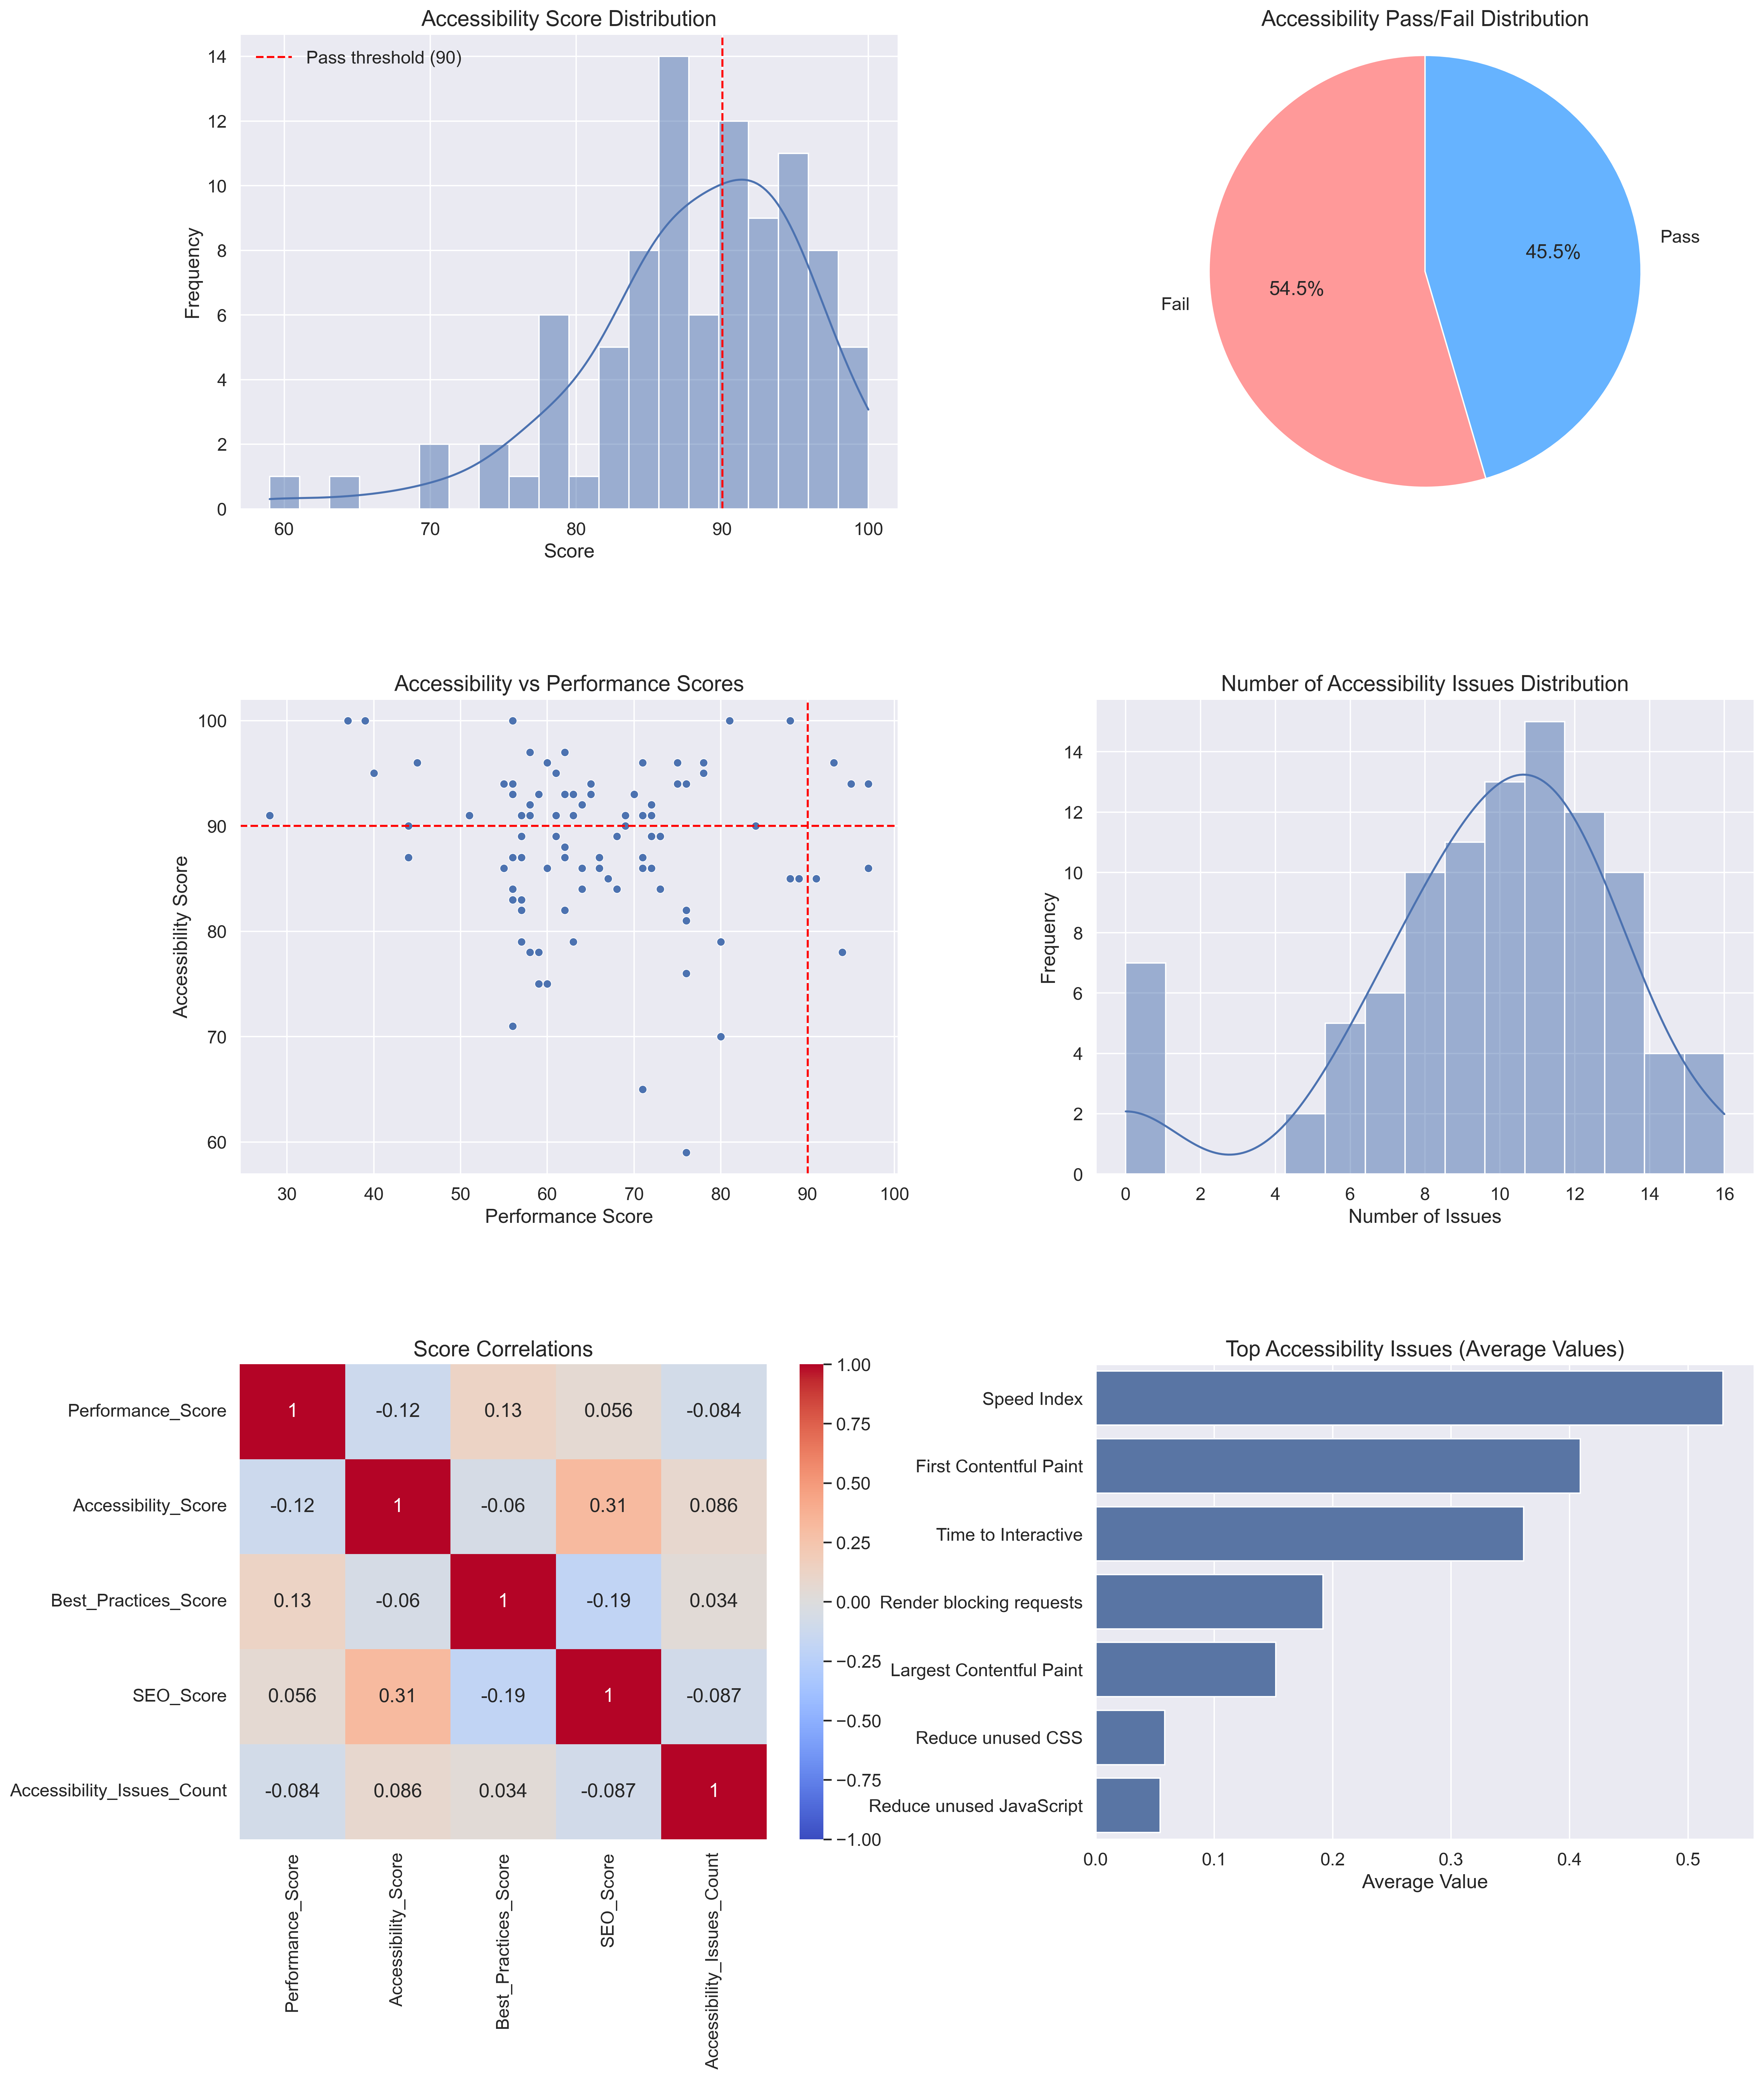 Accessibility Score Distribution
Pass threshold (90)
14
12
10
8
6
4
2
0
Frequency
60 70 80 90 100
Score
Accessibility Pass/Fail Distribution
Pass
45.5%
54.5%
Fail
Accessibility vs Performance Scores
100
90
80
70
60
Accessibility Score
30 40 50 60 70 80 90 100
Performance Score
Number of Accessibility Issues Distribution
14
12
10
8
6
4
2
0
Frequency
0 2 4 6 8 10 12 14 16
Number of Issues
Score Correlations
Performance_Score 1 -0.12 0.13 0.056 -0.084
Accessibility_Score -0.12 1 -0.06 0.31 0.086
Best_Practices_Score 0.13 -0.06 1 -0.19 0.034
SEO_Score 0.056 0.31 -0.19 1 -0.087
Accessibility_Issues_Count -0.084 0.086 0.034 -0.087 1
Performance_Score
Accessibility_Score
Best_Practices_Score
SEO_Score
Accessibility_Issues_Count
1.00
0.75
0.50
0.25
0.00
−0.25
−0.50
−0.75
−1.00
Top Accessibility Issues (Average Values)
Speed Index
First Contentful Paint
Time to Interactive
Render blocking requests
Largest Contentful Paint
Reduce unused CSS
Reduce unused JavaScript
0.0 0.1 0.2 0.3 0.4 0.5
Average Value